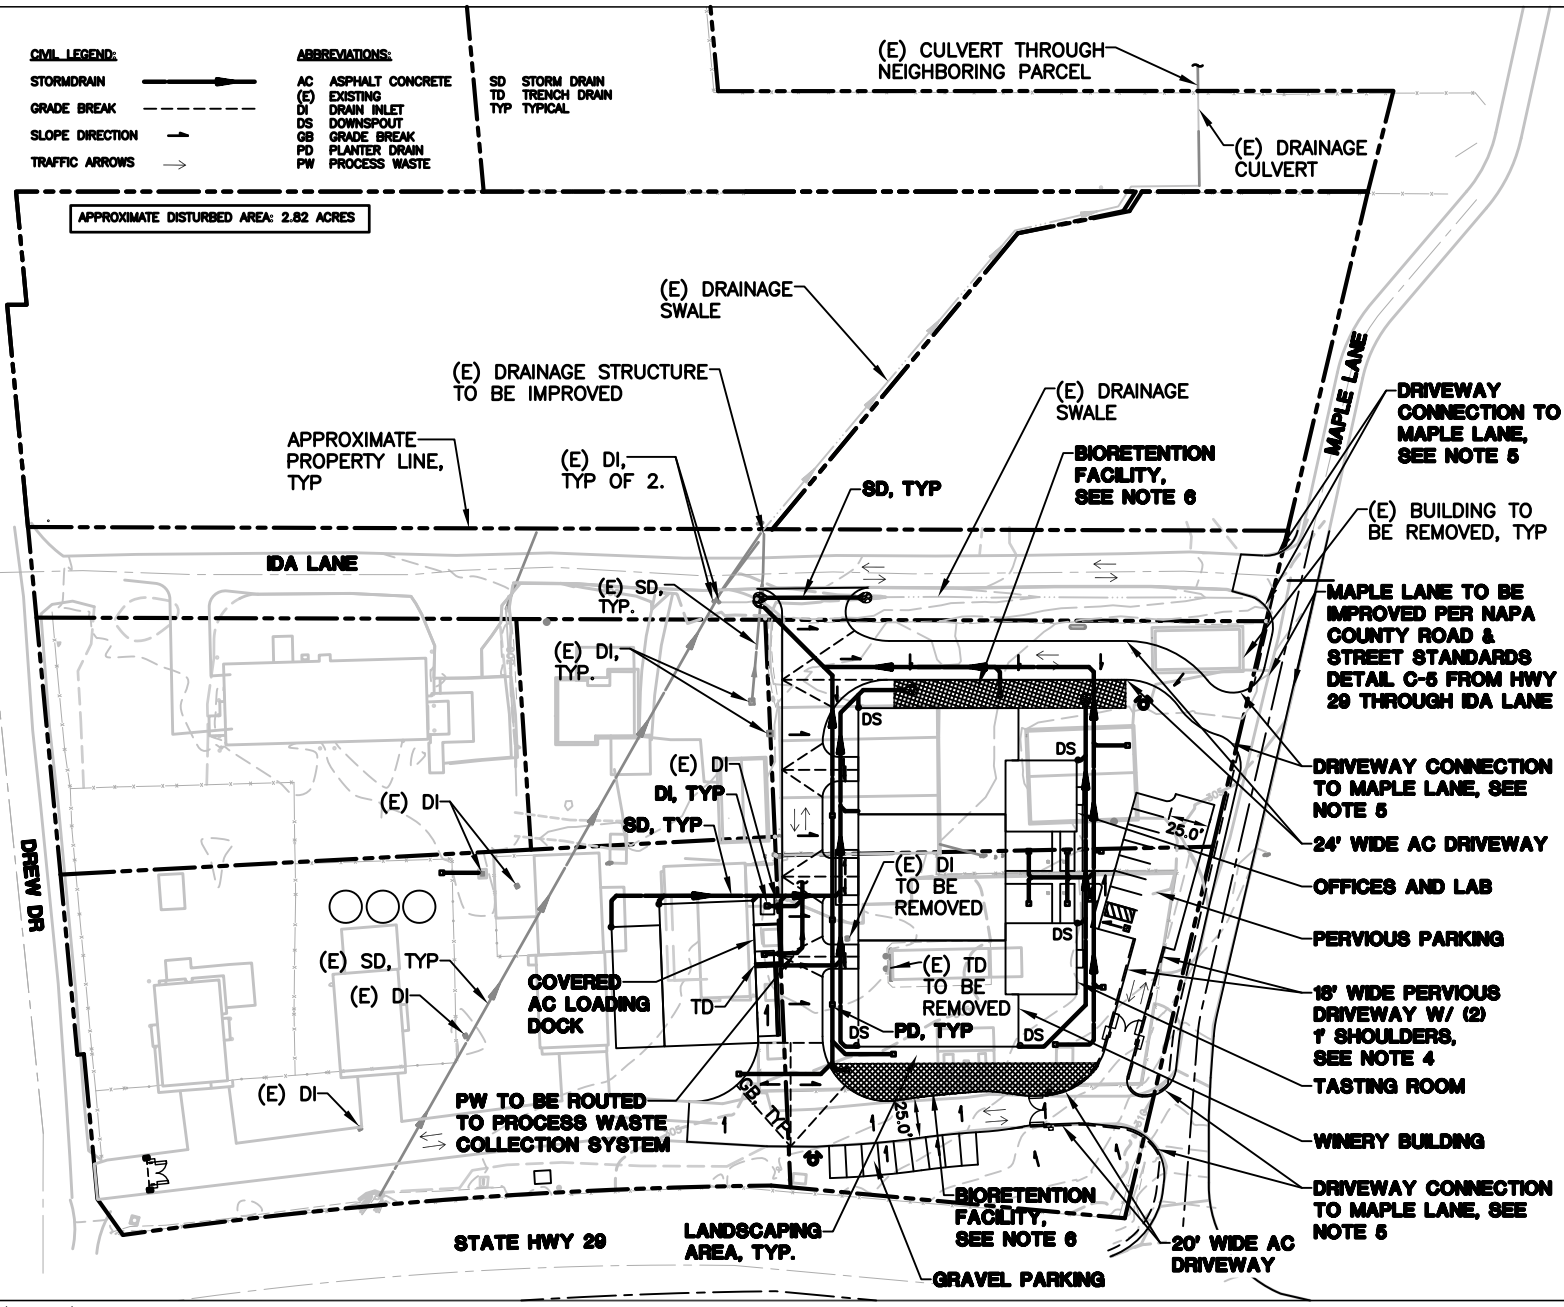 CIVIL LEGEND:
STORMDRAIN
GRADE BREAK
SLOPE DIRECTION
TRAFFIC ARROWS
ABBREVIATIONS:
AC ASPHALT CONCRETE
(E) EXISTING
DI DRAIN INLET
DS DOWNSPOUT
GB GRADE BREAK
PD PLANTER DRAIN
PW PROCESS WASTE
SD STORM DRAIN
TD TRENCH DRAIN
TYP TYPICAL
APPROXIMATE DISTURBED AREA: 2.82 ACRES
(E) CULVERT THROUGH
NEIGHBORING PARCEL
(E) DRAINAGE
CULVERT
(E) DRAINAGE
SWALE
(E) DRAINAGE STRUCTURE
TO BE IMPROVED
APPROXIMATE
PROPERTY LINE,
TYP
(E) DI,
TYP OF 2.
SD, TYP
(E) DRAINAGE
SWALE
BIORETENTION
FACILITY,
SEE NOTE 6
MAPLE LANE
DRIVEWAY
CONNECTION TO
MAPLE LANE,
SEE NOTE 5
(E) BUILDING TO
BE REMOVED, TYP
IDA LANE
(E) SD,
TYP.
(E) DI,
TYP.
MAPLE LANE TO BE
IMPROVED PER NAPA
COUNTY ROAD &
STREET STANDARDS
DETAIL C-5 FROM HWY
29 THROUGH IDA LANE
DS
DS
(E) DI
DI, TYP
SD, TYP
(E) DI
DRIVEWAY CONNECTION
TO MAPLE LANE, SEE
NOTE 5
305
25.0'
24' WIDE AC DRIVEWAY
DREW DR
(E) DI
TO BE
REMOVED
OFFICES AND LAB
DS
PERVIOUS PARKING
(E) SD, TYP
(E) DI
COVERED
AC LOADING
DOCK
TD
(E) TD
TO BE
REMOVED
DS
PD, TYP
DS
18' WIDE PERVIOUS
DRIVEWAY W/ (2)
1' SHOULDERS,
SEE NOTE 4
TASTING ROOM
(E) DI
PW TO BE ROUTED
TO PROCESS WASTE
COLLECTION SYSTEM
GB, TYP
25.0'
WINERY BUILDING
STATE HWY 29
LANDSCAPING
AREA, TYP.
BIORETENTION
FACILITY,
SEE NOTE 6
DRIVEWAY CONNECTION
TO MAPLE LANE, SEE
NOTE 5
20' WIDE AC
DRIVEWAY
GRAVEL PARKING